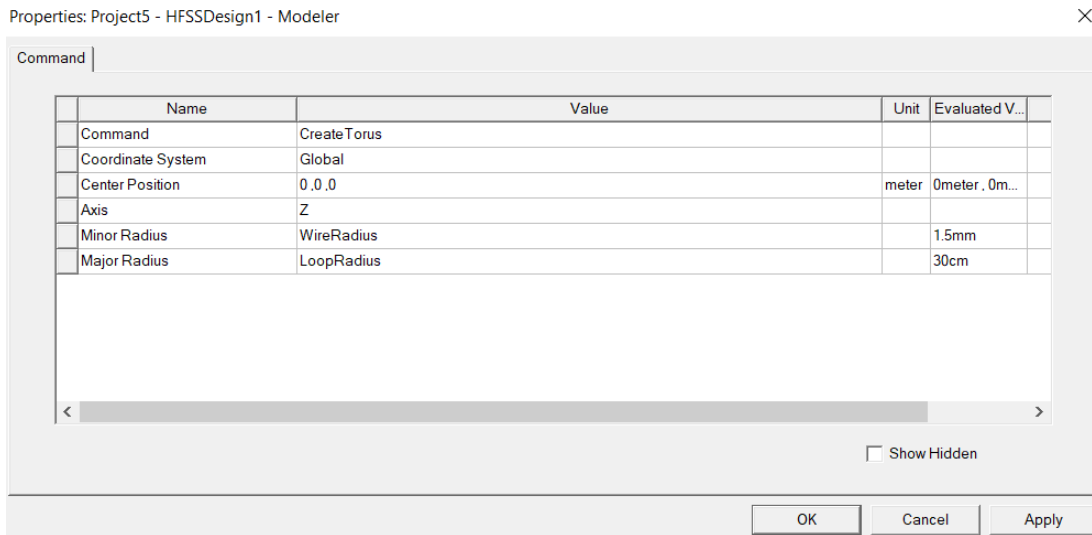 Properties: Project5 - HFSSDesign1 - Modeler
Command
Name Value Unit Evaluated V...
Command CreateTorus
Coordinate System Global
Center Position 0 ,0 ,0 meter 0meter , 0m...
Axis Z
Minor Radius WireRadius 1.5mm
Major Radius LoopRadius 30cm
Show Hidden
OK Cancel Apply